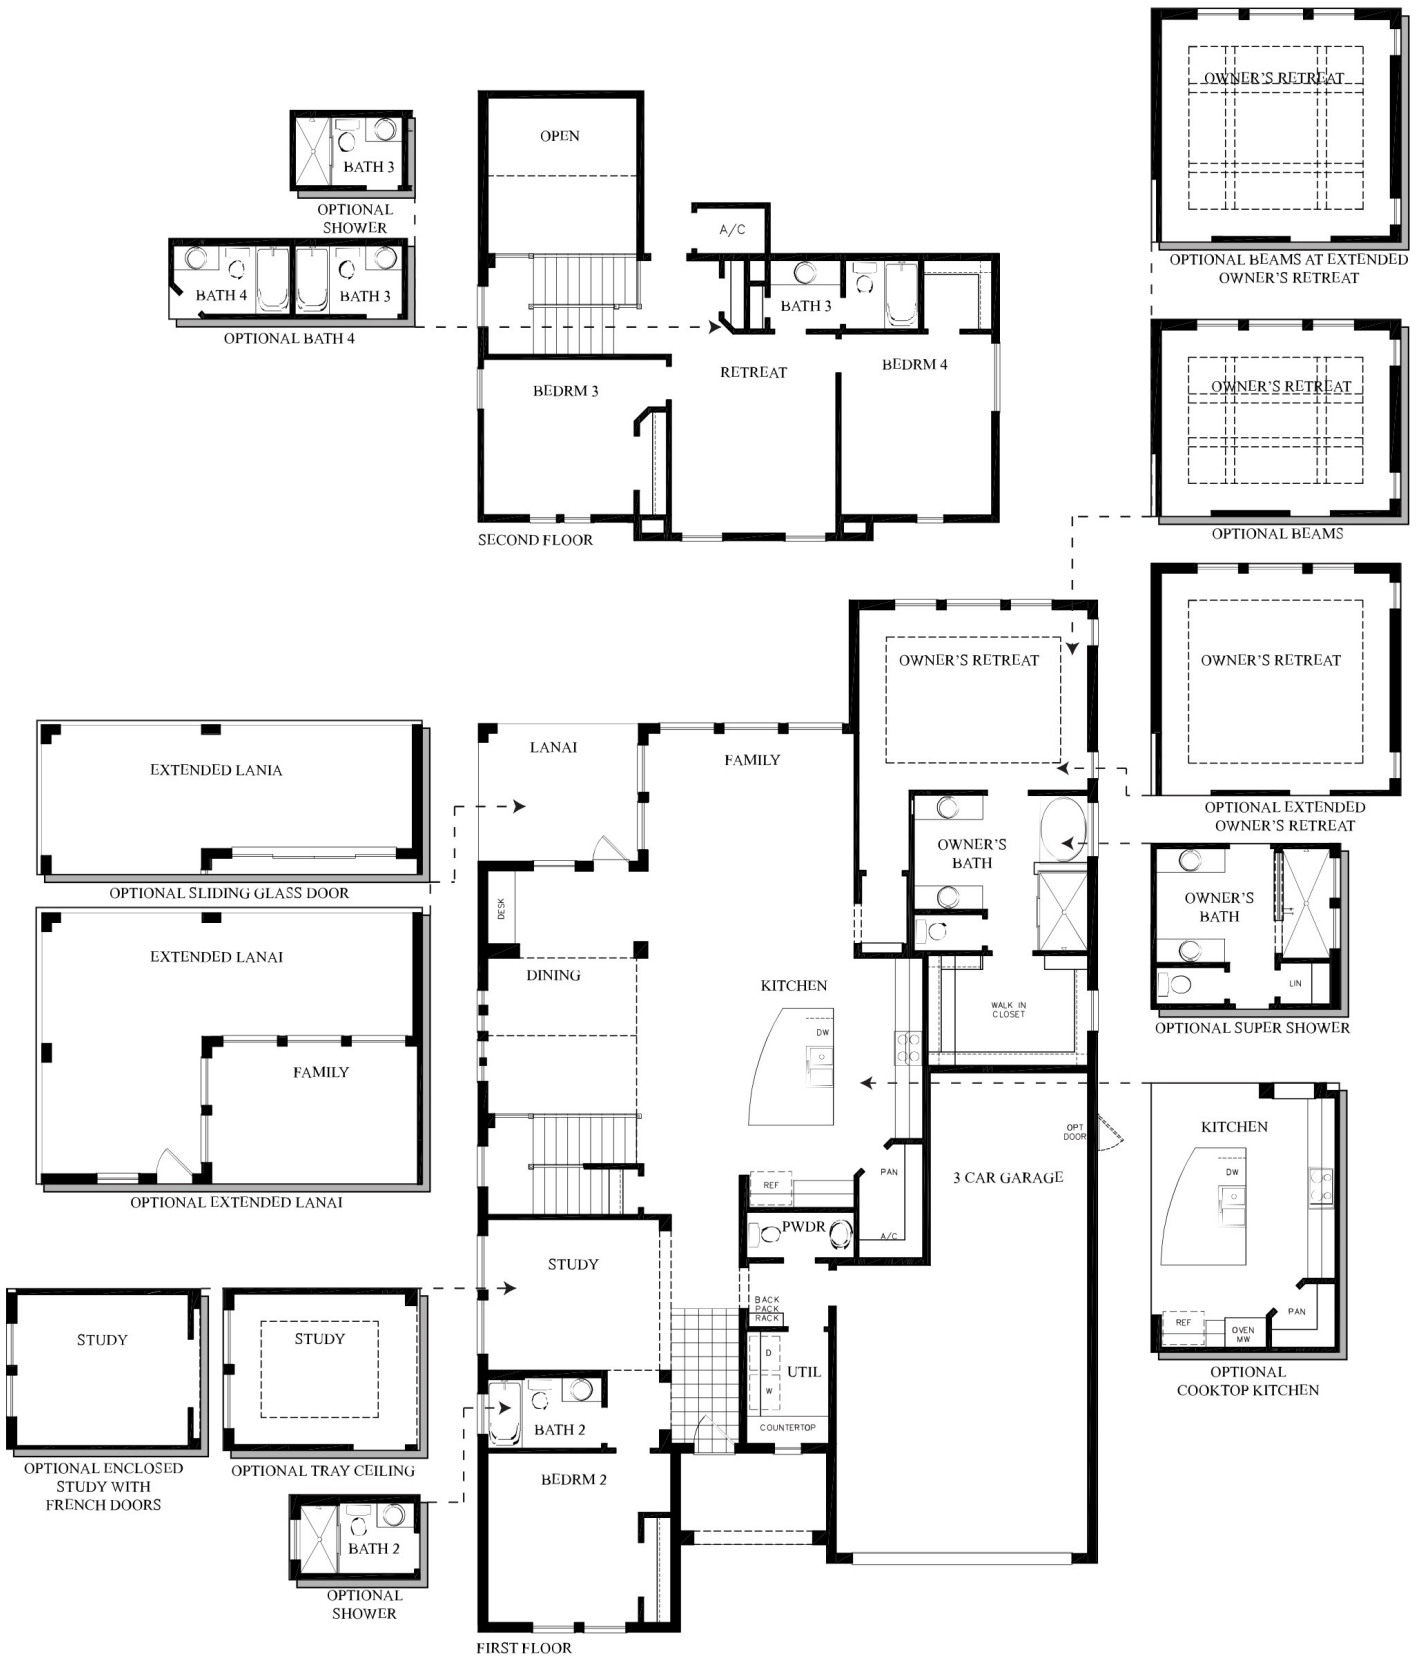 OWNER'S RETREAT
OPTIONAL BEAMS AT EXTENDED
OWNER'S RETREAT
OPEN
BATH 3
OPTIONAL
SHOWER
A/C
BATH 4
BATH 3
OPTIONAL BATH 4
BATH 3
RETREAT
BEDRM 4
BEDRM 3
SECOND FLOOR
OWNER'S RETREAT
OPTIONAL BEAMS
OWNER'S RETREAT
OWNER'S RETREAT
OPTIONAL EXTENDED
OWNER'S RETREAT
LANAI
FAMILY
EXTENDED LANIA
OPTIONAL SLIDING GLASS DOOR
OWNER'S
BATH
OWNER'S
BATH
LIN
OPTIONAL SUPER SHOWER
DESK
EXTENDED LANAI
FAMILY
OPTIONAL EXTENDED LANAI
DINING
KITCHEN
DW
WALK IN
CLOSET
OPT
DOOR
KITCHEN
DW
REF
OVEN
MW
PAN
OPTIONAL
COOKTOP KITCHEN
REF
PAN
3 CAR GARAGE
PWDR
A/C
STUDY
BACK
PACK
RACK
STUDY
OPTIONAL ENCLOSED
STUDY WITH
FRENCH DOORS
STUDY
OPTIONAL TRAY CEILING
D
W
UTIL
COUNTERTOP
BATH 2
BEDRM 2
BATH 2
OPTIONAL
SHOWER
FIRST FLOOR